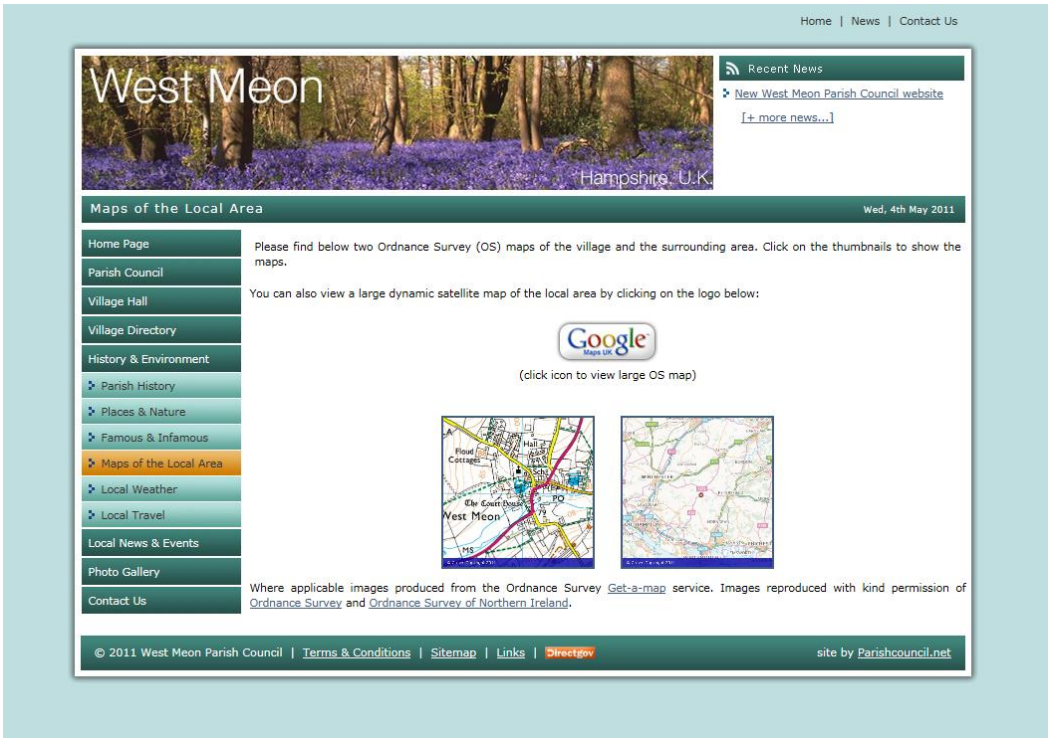 Home | News | Contact Us
West Meon
Hampshire, U.K.
Recent News
New West Meon Parish Council website
[+ more news...]
Maps of the Local Area
Wed, 4th May 2011
Home Page
Parish Council
Village Hall
Village Directory
History & Environment
Parish History
Places & Nature
Famous & Infamous
Maps of the Local Area
Local Weather
Local Travel
Local News & Events
Photo Gallery
Contact Us
Please find below two Ordnance Survey (OS) maps of the village and the surrounding area. Click on the thumbnails to show the
maps.
You can also view a large dynamic satellite map of the local area by clicking on the logo below:
Google
Maps UK
(click icon to view large OS map)
Hall
Floud
Cottages
Sch
The Court House
PO
West Meon
79
MS
Where applicable images produced from the Ordnance Survey Get-a-map service. Images reproduced with kind permission of
Ordnance Survey and Ordnance Survey of Northern Ireland.
© 2011 West Meon Parish Council | Terms & Conditions | Sitemap | Links | Directgov
site by Parishcouncil.net